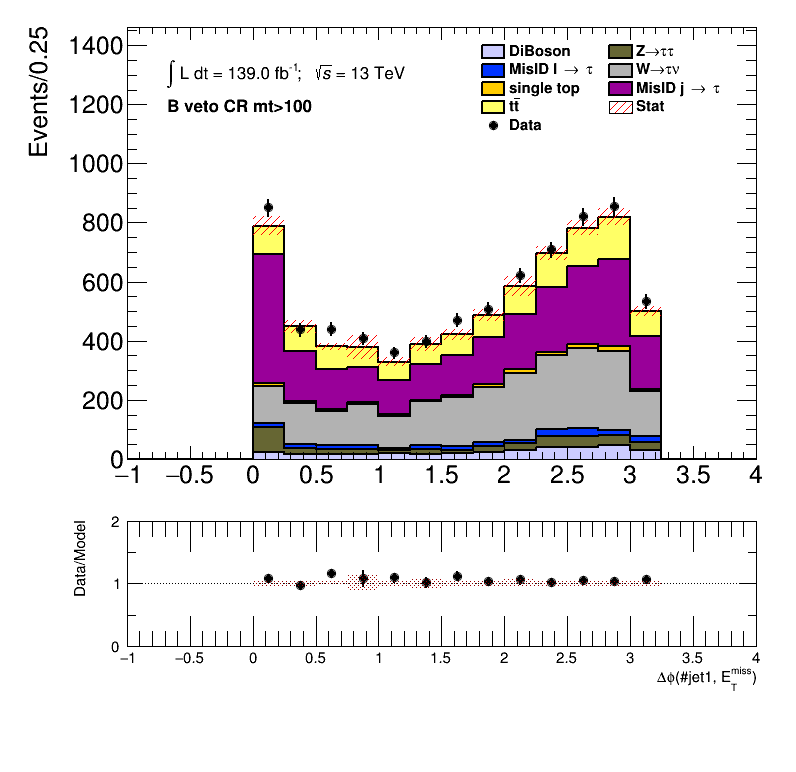 Events/0.25
1400
1200
1000
800
600
400
200
0
∫ L dt = 139.0 fb⁻¹; √s = 13 TeV
B veto CR mt>100
DiBoson
Z→ττ
MisID l → τ
W→τν
single top
MisID j → τ
tt̄
Stat
Data
−1 −0.5 0 0.5 1 1.5 2 2.5 3 3.5 4
Data/Model
2
1
0
−1 −0.5 0 0.5 1 1.5 2 2.5 3 3.5 4
Δϕ(#jet1, E_T^miss)